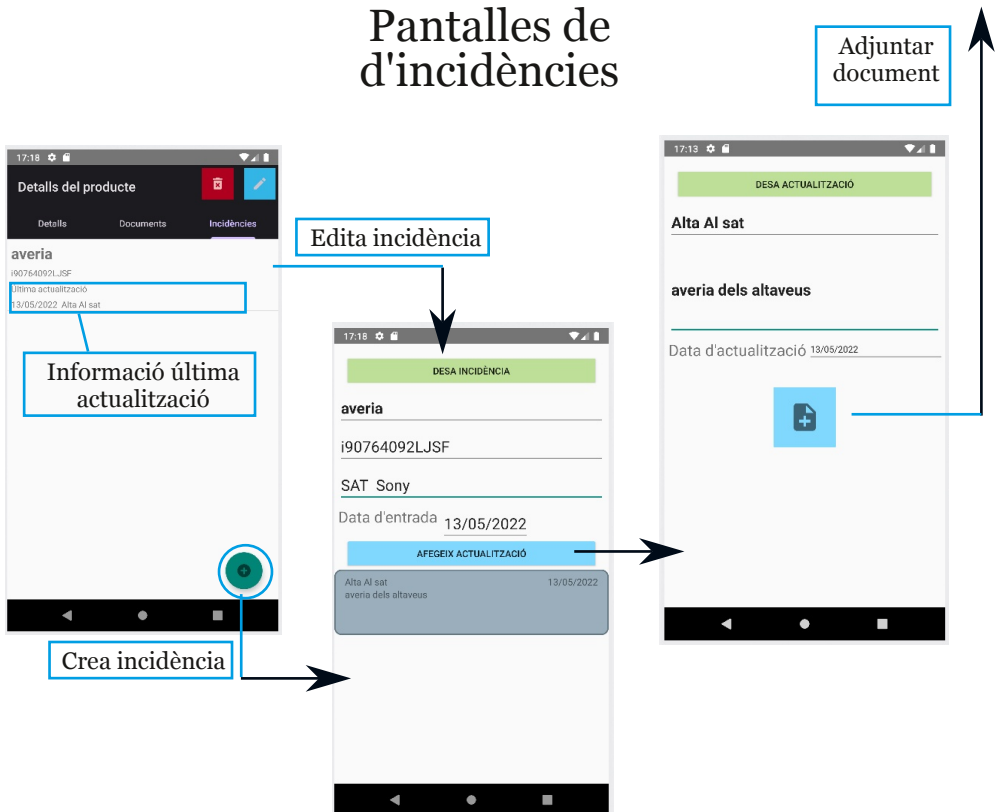 Pantalles de
d'incidències
Adjuntar
document
17:18
Detalls del producte
Detalls Documents Incidències
averia
i90764092LJSF
Última actualització
13/05/2022 Alta Al sat
Informació última
actualització
Crea incidència
Edita incidència
17:18
DESA INCIDÈNCIA
averia
i90764092LJSF
SAT Sony
Data d'entrada 13/05/2022
AFEGEIX ACTUALITZACIÓ
Alta Al sat 13/05/2022
averia dels altaveus
17:13
DESA ACTUALITZACIÓ
Alta Al sat
averia dels altaveus
Data d'actualització 13/05/2022